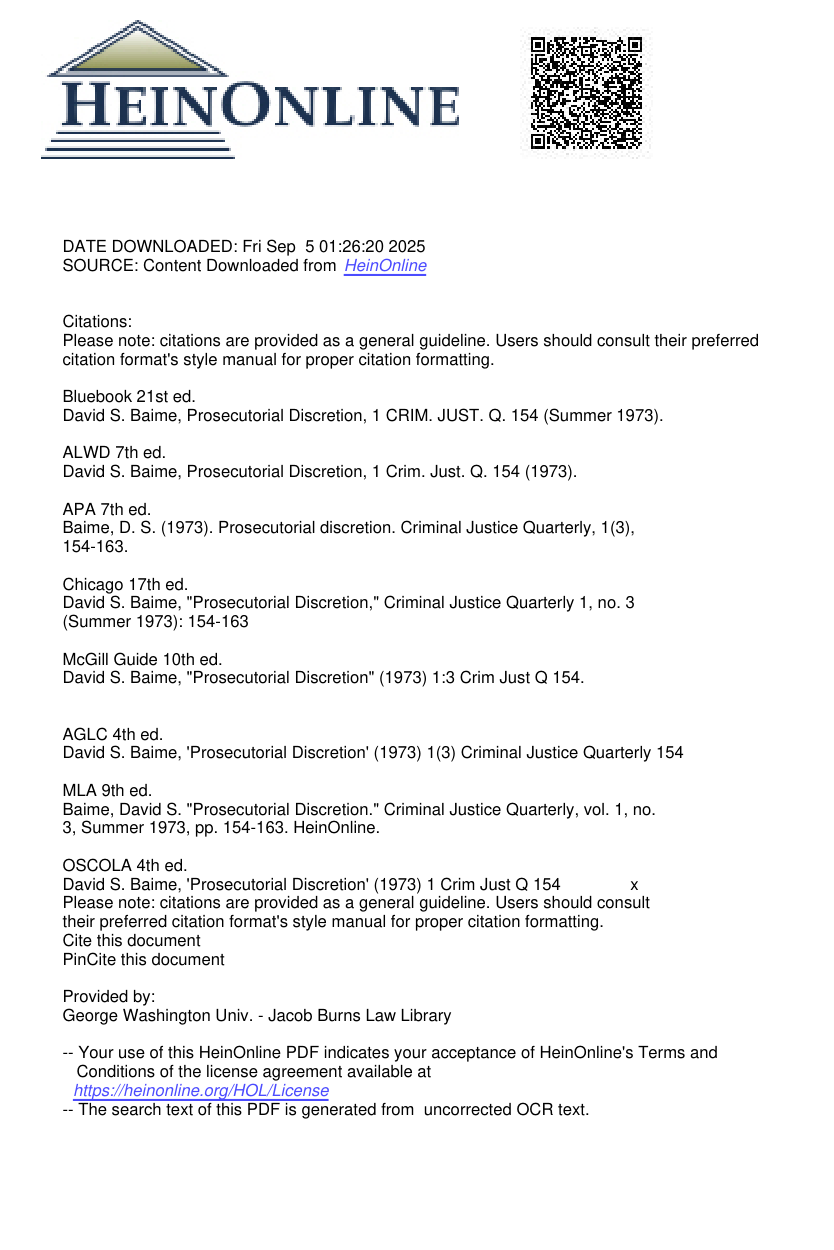 HEINONLINE
DATE DOWNLOADED: Fri Sep  5 01:26:20 2025
SOURCE: Content Downloaded from HeinOnline
Citations:
Please note: citations are provided as a general guideline. Users should consult their preferred
citation format's style manual for proper citation formatting.
Bluebook 21st ed.
David S. Baime, Prosecutorial Discretion, 1 CRIM. JUST. Q. 154 (Summer 1973).
ALWD 7th ed.
David S. Baime, Prosecutorial Discretion, 1 Crim. Just. Q. 154 (1973).
APA 7th ed.
Baime, D. S. (1973). Prosecutorial discretion. Criminal Justice Quarterly, 1(3),
154-163.
Chicago 17th ed.
David S. Baime, "Prosecutorial Discretion," Criminal Justice Quarterly 1, no. 3
(Summer 1973): 154-163
McGill Guide 10th ed.
David S. Baime, "Prosecutorial Discretion" (1973) 1:3 Crim Just Q 154.
AGLC 4th ed.
David S. Baime, 'Prosecutorial Discretion' (1973) 1(3) Criminal Justice Quarterly 154
MLA 9th ed.
Baime, David S. "Prosecutorial Discretion." Criminal Justice Quarterly, vol. 1, no.
3, Summer 1973, pp. 154-163. HeinOnline.
OSCOLA 4th ed.
David S. Baime, 'Prosecutorial Discretion' (1973) 1 Crim Just Q 154 x
Please note: citations are provided as a general guideline. Users should consult
their preferred citation format's style manual for proper citation formatting.
Cite this document
PinCite this document
Provided by:
George Washington Univ. - Jacob Burns Law Library
-- Your use of this HeinOnline PDF indicates your acceptance of HeinOnline's Terms and
Conditions of the license agreement available at
https://heinonline.org/HOL/License
-- The search text of this PDF is generated from  uncorrected OCR text.